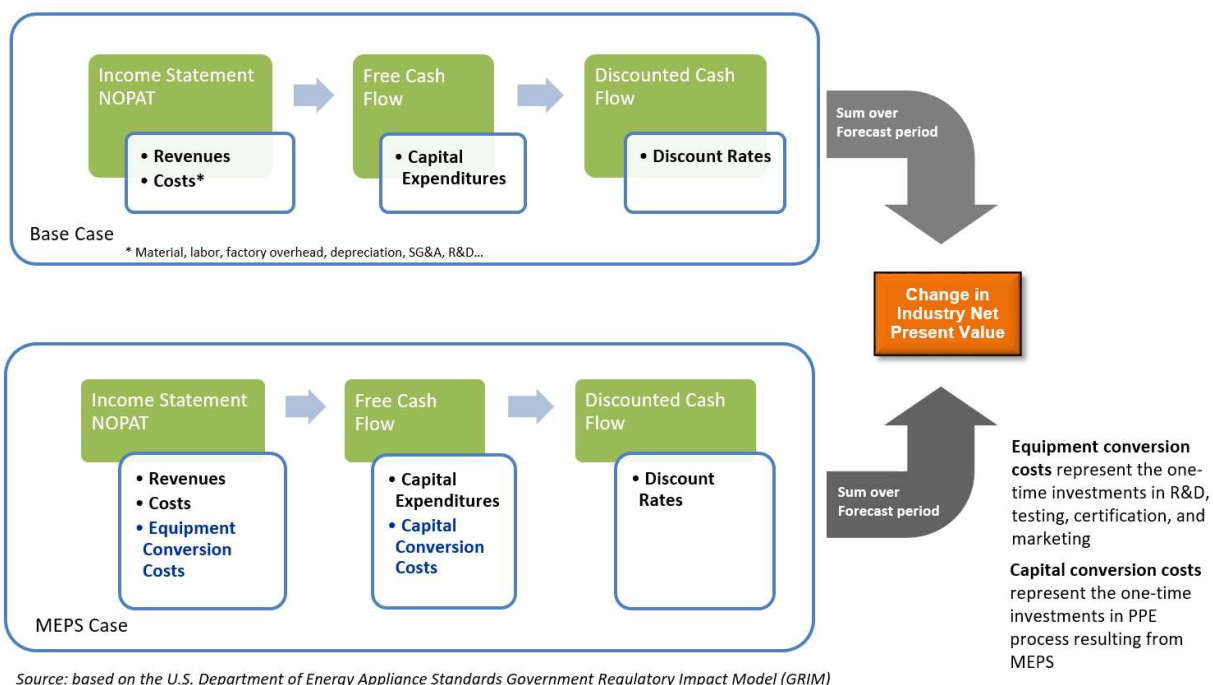 Income Statement
NOPAT
• Revenues
• Costs*
Free Cash
Flow
• Capital
Expenditures
Discounted Cash
Flow
• Discount Rates
Base Case
* Material, labor, factory overhead, depreciation, SG&A, R&D...
Sum over
Forecast period
Change in
Industry Net
Present Value
Income Statement
NOPAT
• Revenues
• Costs
• Equipment
Conversion
Costs
Free Cash
Flow
• Capital
Expenditures
• Capital
Conversion
Costs
Discounted Cash
Flow
• Discount
Rates
MEPS Case
Sum over
Forecast period
Equipment conversion
costs represent the one-
time investments in R&D,
testing, certification, and
marketing
Capital conversion costs
represent the one-time
investments in PPE
process resulting from
MEPS
Source: based on the U.S. Department of Energy Appliance Standards Government Regulatory Impact Model (GRIM)